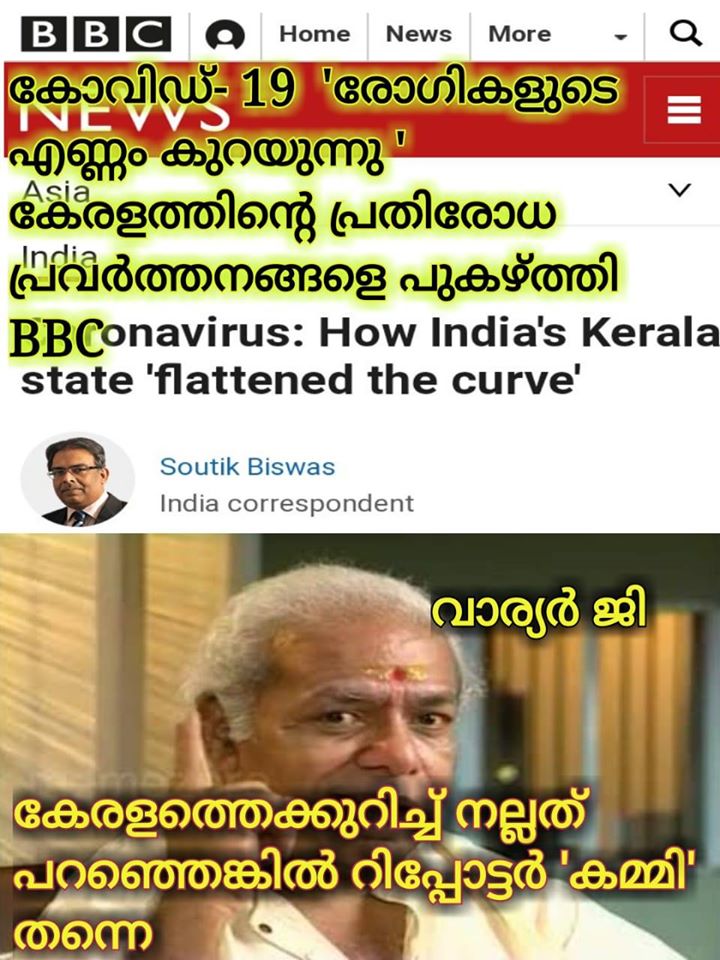 BBC Home News More
NEWS
കോവിഡ്- 19 'രോഗികളുടെ
എണ്ണം കുറയുന്നു '
Asia
കേരളത്തിന്റെ പ്രതിരോധ
India
പ്രവർത്തനങ്ങളെ പുകഴ്ത്തി
BBC
onavirus: How India's Kerala
state 'flattened the curve'
Soutik Biswas
India correspondent
വാര്യർ ജി
കേരളത്തെക്കുറിച്ച് നല്ലത്
പറഞ്ഞെങ്കിൽ റിപ്പോട്ടർ 'കമ്മി'
തന്നെ